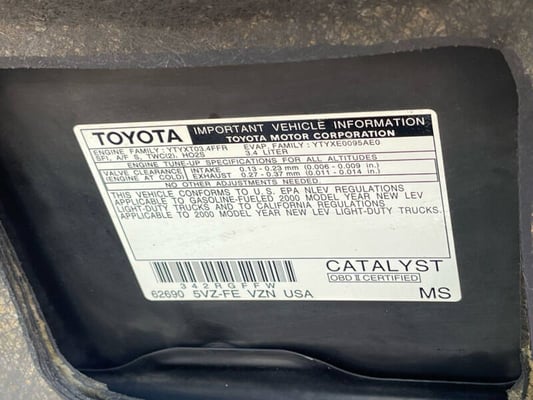 TOYOTA IMPORTANT VEHICLE INFORMATION
TOYOTA MOTOR CORPORATION
ENGINE FAMILY : YTYXT03.4FFR EVAP. FAMILY : YTYXE0095AE0
SFI, A/F S, TWC(2), HO2S 3.4 LITER
ENGINE TUNE-UP SPECIFICATIONS FOR ALL ALTITUDES
VALVE CLEARANCE INTAKE 0.13 - 0.23 mm (0.006 - 0.009 in.)
ENGINE AT COLD EXHAUST 0.27 - 0.37 mm (0.011 - 0.014 in.)
NO OTHER ADJUSTMENTS NEEDED
THIS VEHICLE CONFORMS TO U.S. EPA NLEV REGULATIONS
APPLICABLE TO GASOLINE-FUELED 2000 MODEL YEAR NEW LEV
LIGHT-DUTY TRUCKS AND TO CALIFORNIA REGULATIONS
APPLICABLE TO 2000 MODEL YEAR NEW LEV LIGHT-DUTY TRUCKS.
342RGFFW
62690 5VZ-FE VZN USA
CATALYST
OBD II CERTIFIED
MS